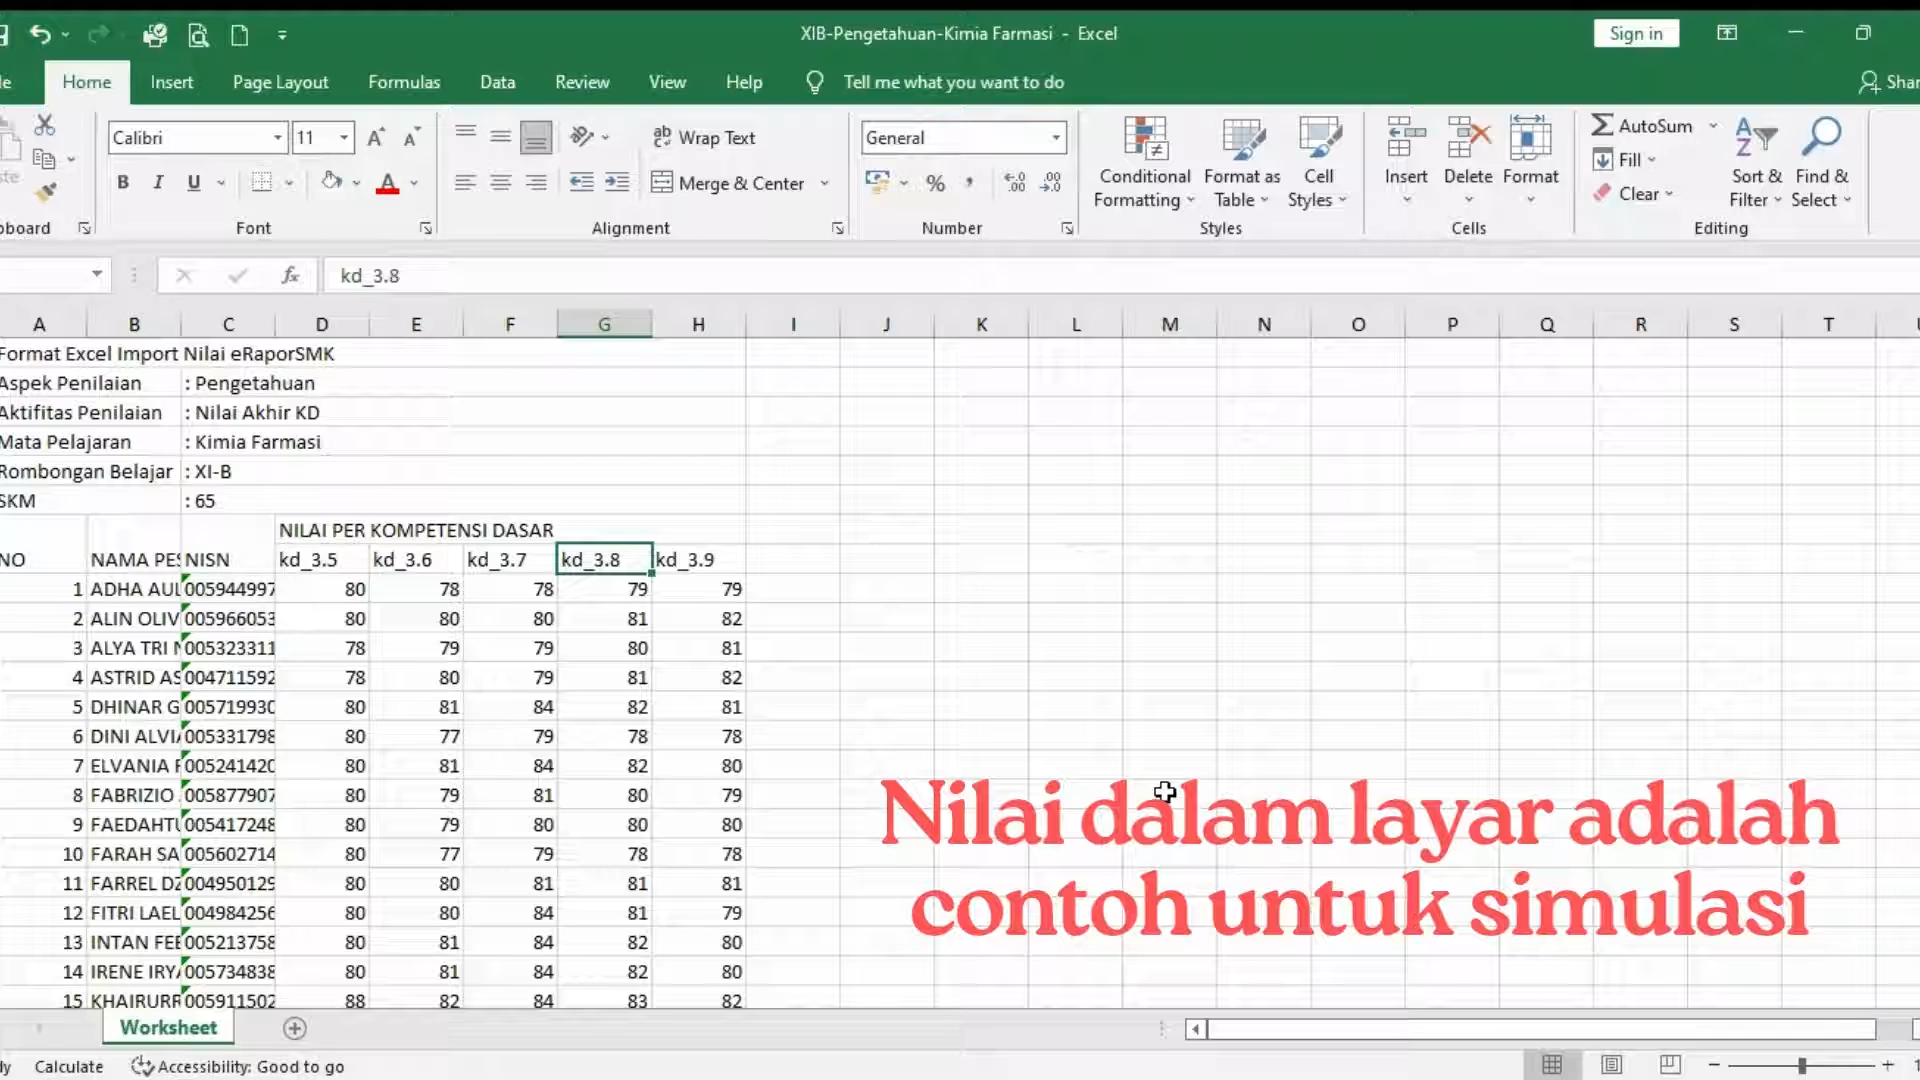 XIB-Pengetahuan-Kimia Farmasi - Excel
Sign in
Home Insert Page Layout Formulas Data Review View Help Tell me what you want to do
Calibri 11 Wrap Text General
Conditional Formatting Format as Table Cell Styles Insert Delete Format
AutoSum
Fill
Clear
Sort & Filter Find & Select
B I U Merge & Center %
Font Alignment Number Styles Cells Editing
kd_3.8
A B C D E F G H I J K L M N O P Q R S T
Format Excel Import Nilai eRaporSMK
Aspek Penilaian : Pengetahuan
Aktifitas Penilaian : Nilai Akhir KD
Mata Pelajaran : Kimia Farmasi
Rombongan Belajar : XI-B
SKM : 65
NILAI PER KOMPETENSI DASAR
NO NAMA PES NISN kd_3.5 kd_3.6 kd_3.7 kd_3.8 kd_3.9
1 ADHA AUL 005944997 80 78 78 79 79
2 ALIN OLIV 005966053 80 80 80 81 82
3 ALYA TRI 005323311 78 79 79 80 81
4 ASTRID AS 004711592 78 80 79 81 82
5 DHINAR G 005719930 80 81 84 82 81
6 DINI ALVI 005331798 80 77 79 78 78
7 ELVANIA 005241420 80 81 84 82 80
8 FABRIZIO 005877907 80 79 81 80 79
9 FAEDAHTU 005417248 80 79 80 80 80
10 FARAH SA 005602714 80 77 79 78 78
11 FARREL DZ 004950129 80 80 81 81 81
12 FITRI LAEL 004984256 80 80 84 81 79
13 INTAN FEB 005213758 80 81 84 82 80
14 IRENE IRYA 005734838 80 81 84 82 80
15 KHAIRURR 005911502 88 82 84 83 82
Nilai dalam layar adalah
contoh untuk simulasi
Worksheet
Calculate Accessibility: Good to go